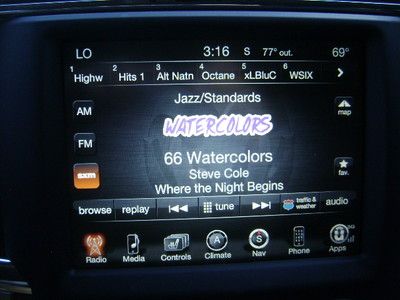 LO 3:16 S 77° out. 69°
1 2 3 4 5 6
Highw Hits 1 Alt Natn Octane xLBluC WSIX
Jazz/Standards
AM
WATERCOLORS
map
FM
66 Watercolors
Steve Cole
sxm
fav.
Where the Night Begins
browse replay tune traffic & weather audio
A S U
Radio Media Controls Climate Nav Phone Apps